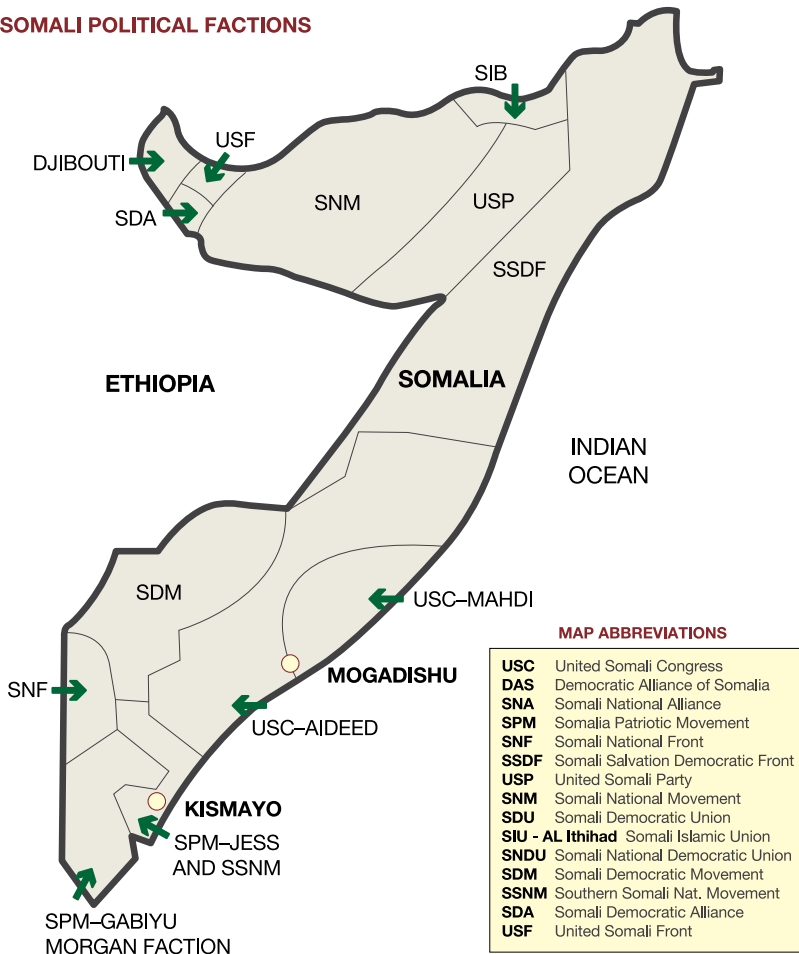 SOMALI POLITICAL FACTIONS
SIB
USF
DJIBOUTI
SDA
SNM
USP
SSDF
ETHIOPIA
SOMALIA
INDIAN
OCEAN
SDM
USC–MAHDI
SNF
MOGADISHU
USC–AIDEED
KISMAYO
SPM–JESS
AND SSNM
SPM–GABIYU
MORGAN FACTION
MAP ABBREVIATIONS
USC United Somali Congress
DAS Democratic Alliance of Somalia
SNA Somali National Alliance
SPM Somalia Patriotic Movement
SNF Somali National Front
SSDF Somali Salvation Democratic Front
USP United Somali Party
SNM Somali National Movement
SDU Somali Democratic Union
SIU - AL Ithihad Somali Islamic Union
SNDU Somali National Democratic Union
SDM Somali Democratic Movement
SSNM Southern Somali Nat. Movement
SDA Somali Democratic Alliance
USF United Somali Front